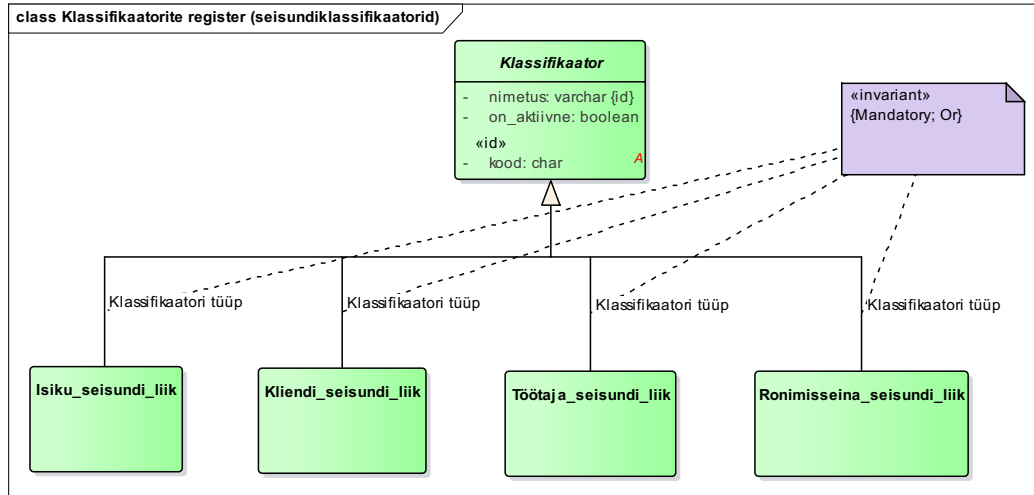 class Klassifikaatorite register (seisundiklassifikaatorid)
Klassifikaator
- nimetus: varchar {id}
- on_aktiivne: boolean
«id»
- kood: char
A
«invariant»
{Mandatory; Or}
Klassifikaatori tüüp
Klassifikaatori tüüp
Klassifikaatori tüüp
Klassifikaatori tüüp
Isiku_seisundi_liik
Kliendi_seisundi_liik
Töötaja_seisundi_liik
Ronimisseina_seisundi_liik